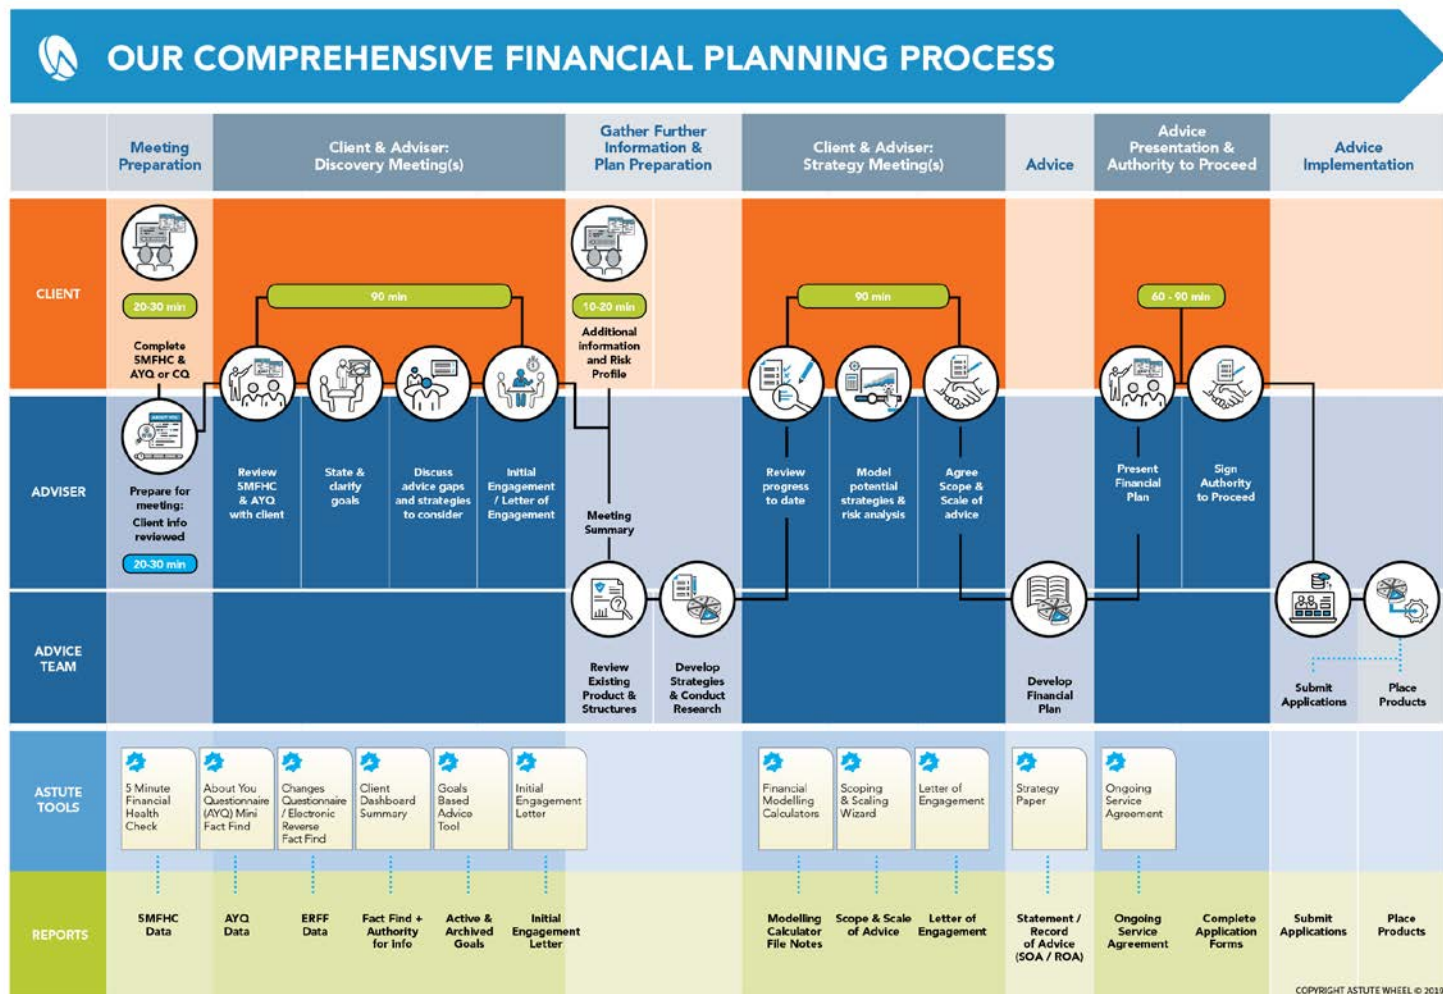 OUR COMPREHENSIVE FINANCIAL PLANNING PROCESS
Meeting
Preparation
Client & Adviser:
Discovery Meeting(s)
Gather Further
Information &
Plan Preparation
Client & Adviser:
Strategy Meeting(s)
Advice
Advice
Presentation &
Authority to Proceed
Advice
Implementation
CLIENT
20-30 min
Complete
5MFHC &
AYQ or CQ
90 min
10-20 min
Additional
information
and Risk
Profile
90 min
60 - 90 min
ADVISER
ABOUT YOU
Prepare for
meeting:
Client info
reviewed
20-30 min
Review
5MFHC
& AYQ
with client
State &
clarify
goals
Discuss
advice gaps
and strategies
to consider
Initial
Engagement
/ Letter of
Engagement
Meeting
Summary
Review
progress
to date
Model
potential
strategies &
risk analysis
Agree
Scope &
Scale of
advice
Present
Financial
Plan
Sign
Authority
to Proceed
ADVICE
TEAM
Review
Existing
Product &
Structures
Develop
Strategies
& Conduct
Research
Develop
Financial
Plan
Submit
Applications
Place
Products
ASTUTE
TOOLS
5 Minute
Financial
Health
Check
About You
Questionnaire
(AYQ) Mini
Fact Find
Changes
Questionnaire
/ Electronic
Reverse
Fact Find
Client
Dashboard
Summary
Goals
Based
Advice
Tool
Initial
Engagement
Letter
Financial
Modelling
Calculators
Scoping
& Scaling
Wizard
Letter of
Engagement
Strategy
Paper
Ongoing
Service
Agreement
REPORTS
5MFHC
Data
AYQ
Data
ERFF
Data
Fact Find +
Authority
for Info
Active &
Archived
Goals
Initial
Engagement
Letter
Modelling
Calculator
File Notes
Scope & Scale
of Advice
Letter of
Engagement
Statement /
Record
of Advice
(SOA / ROA)
Ongoing
Service
Agreement
Complete
Application
Forms
Submit
Applications
Place
Products
COPYRIGHT ASTUTE WHEEL © 2019